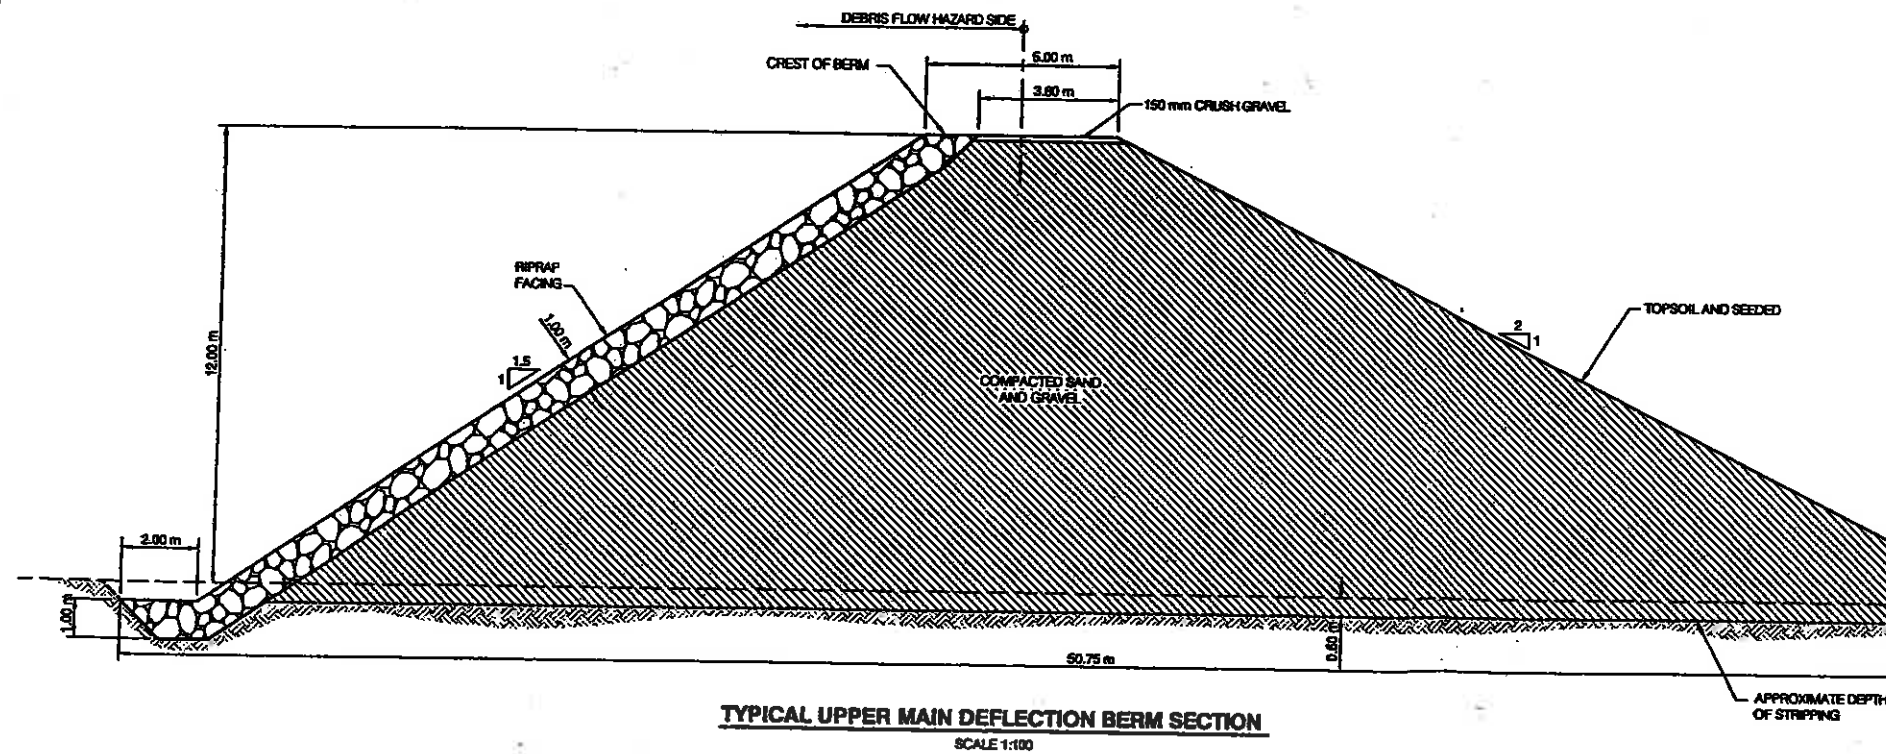 DEBRIS FLOW HAZARD SIDE
CREST OF BERM
5.00 m
3.60 m
150 mm CRUSH GRAVEL
RIPRAP
FACING
1.00 m
12.00 m
1.5
1
2
1
TOPSOIL AND SEEDED
COMPACTED SAND
AND GRAVEL
2.00 m
1.00 m
0.60 m
50.75 m
APPROXIMATE DEPTH
OF STRIPPING
TYPICAL UPPER MAIN DEFLECTION BERM SECTION
SCALE 1:100